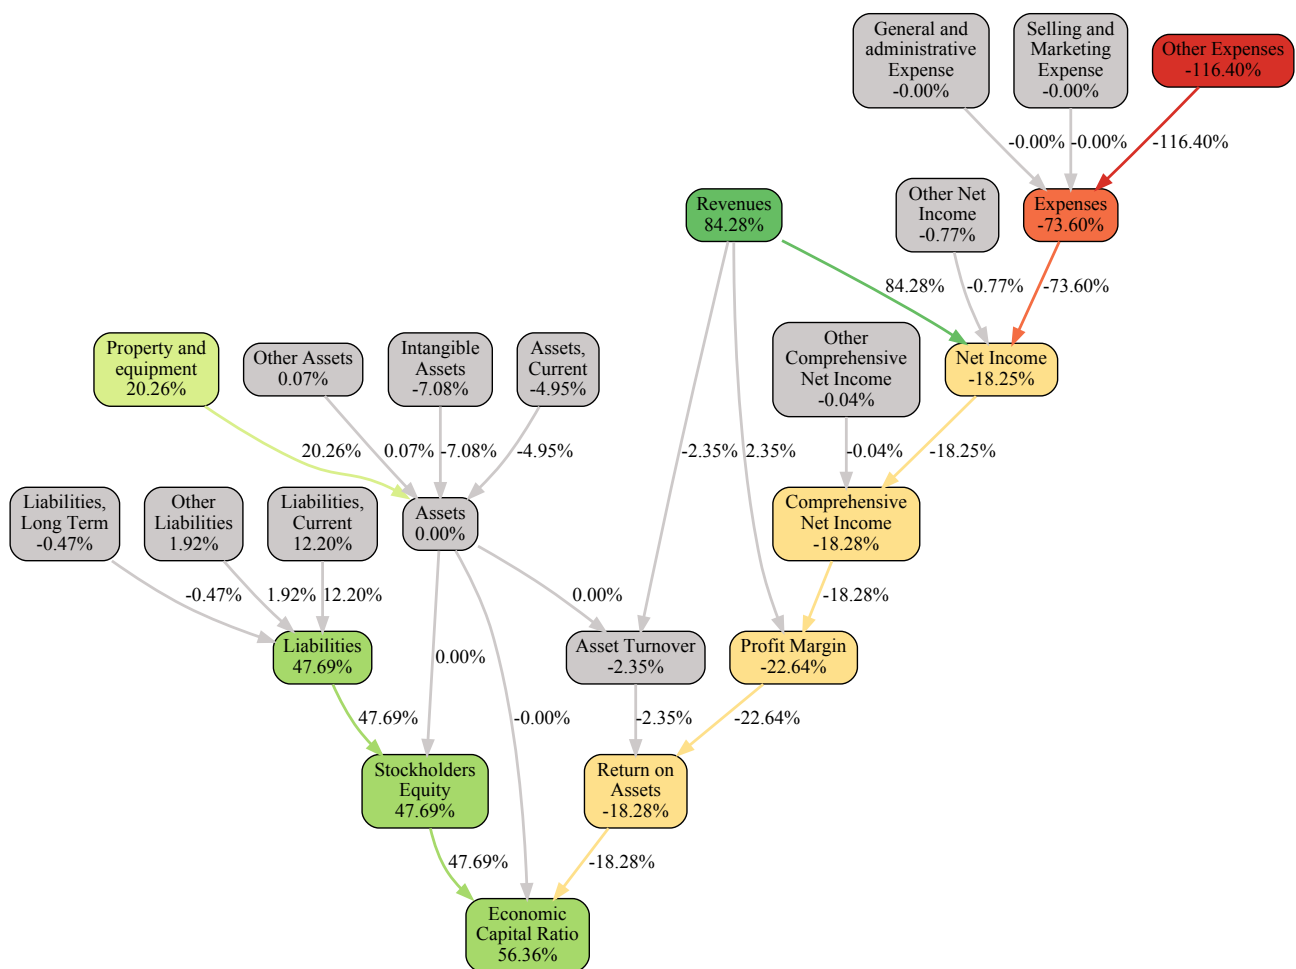 General and
administrative
Expense
-0.00%
Selling and
Marketing
Expense
-0.00%
Other Expenses
-116.40%
-0.00%
-0.00%
-116.40%
Revenues
84.28%
Other Net
Income
-0.77%
Expenses
-73.60%
84.28%
-0.77%
-73.60%
Property and
equipment
20.26%
Other Assets
0.07%
Intangible
Assets
-7.08%
Assets,
Current
-4.95%
Other
Comprehensive
Net Income
-0.04%
Net Income
-18.25%
20.26%
0.07%
-7.08%
-4.95%
-2.35%
2.35%
-0.04%
-18.25%
Liabilities,
Long Term
-0.47%
Other
Liabilities
1.92%
Liabilities,
Current
12.20%
Assets
0.00%
Comprehensive
Net Income
-18.28%
-0.47%
1.92%
12.20%
0.00%
-18.28%
Liabilities
47.69%
0.00%
Asset Turnover
-2.35%
Profit Margin
-22.64%
47.69%
-0.00%
-2.35%
-22.64%
Stockholders
Equity
47.69%
Return on
Assets
-18.28%
47.69%
-18.28%
Economic
Capital Ratio
56.36%